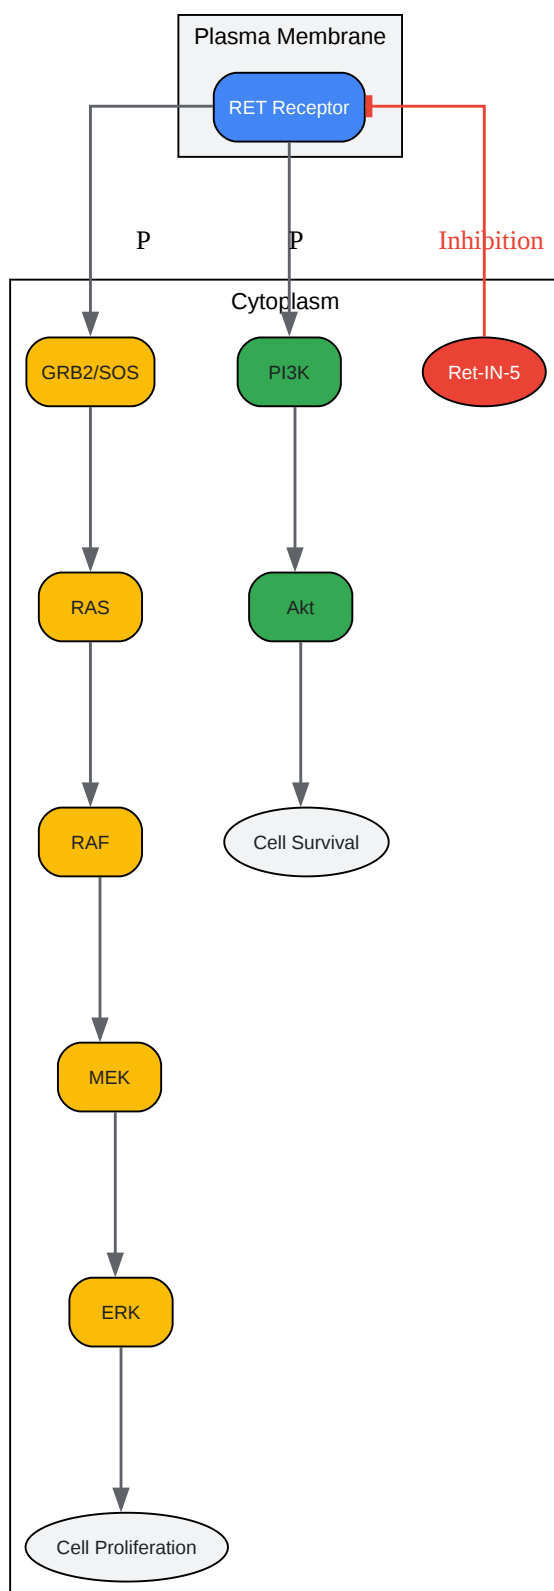 Plasma Membrane
RET Receptor
P
P
Inhibition
Cytoplasm
GRB2/SOS
PI3K
Ret-IN-5
RAS
Akt
RAF
Cell Survival
MEK
ERK
Cell Proliferation